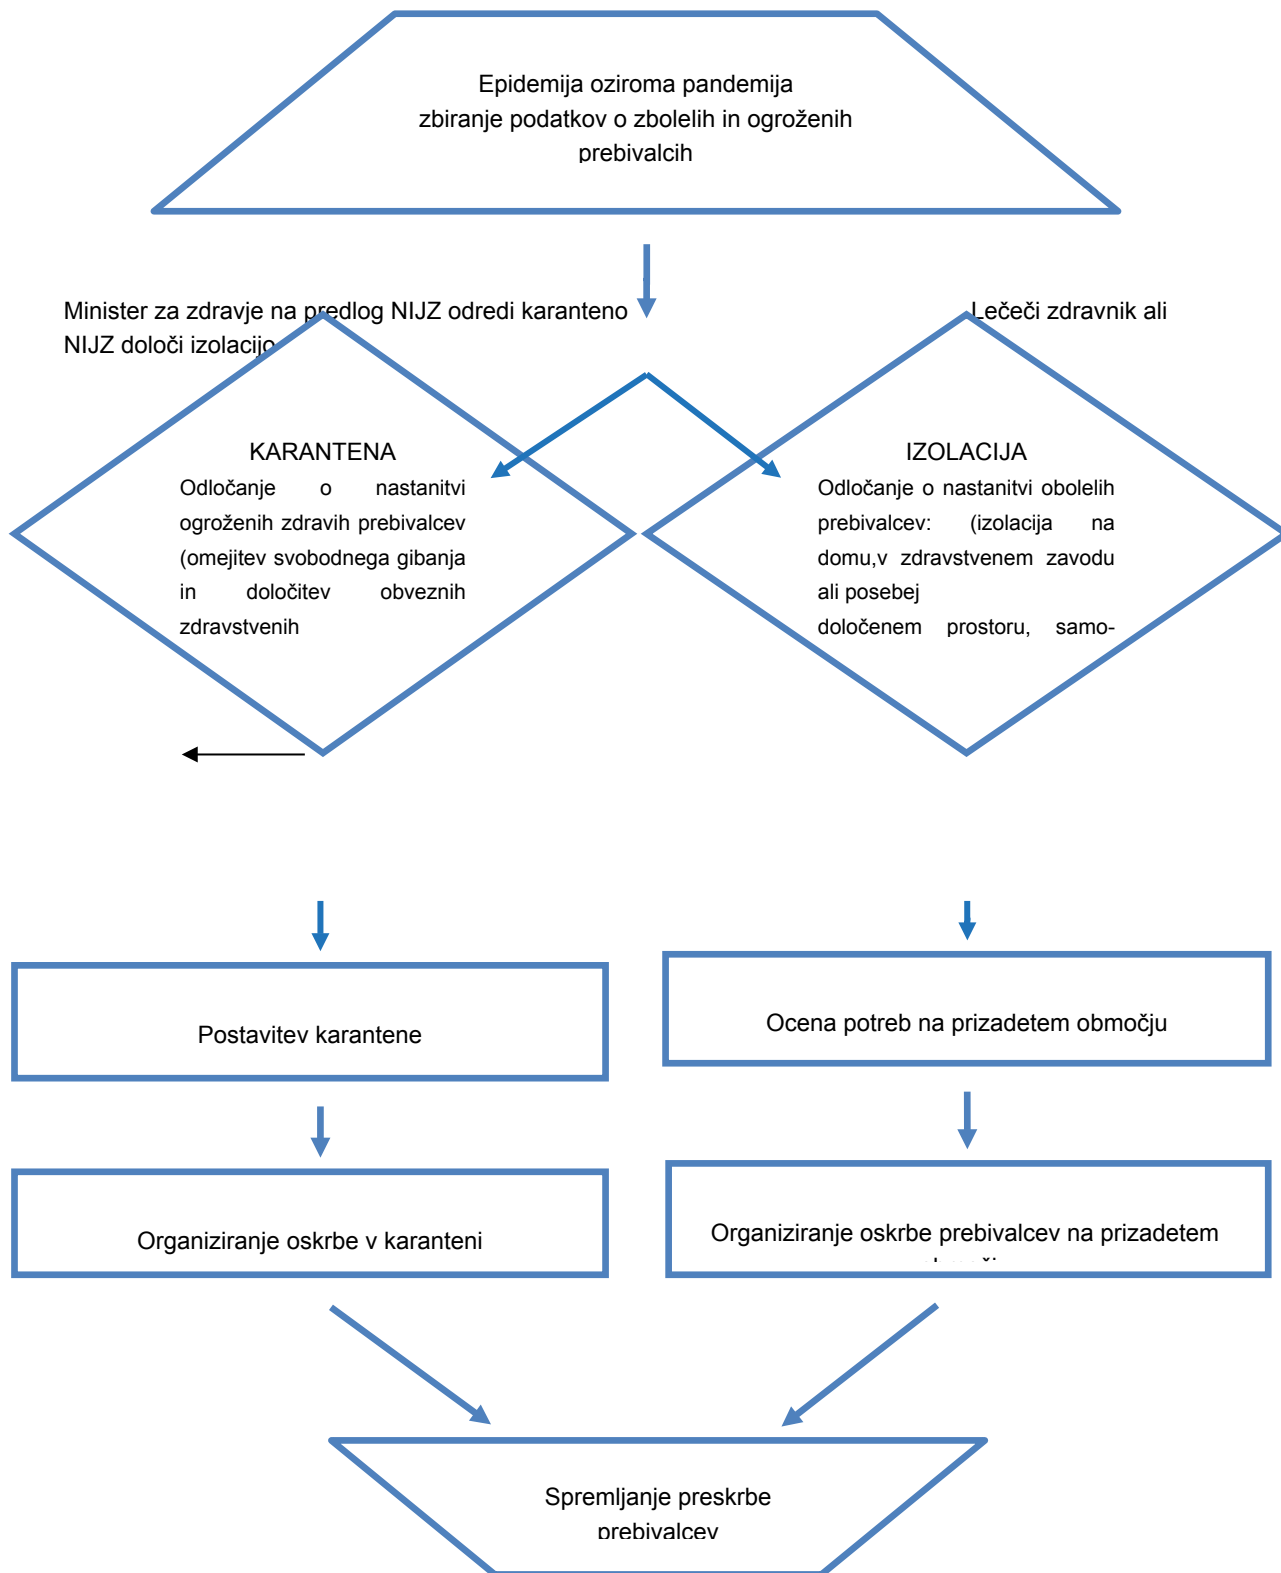 Epidemija oziroma pandemija
zbiranje podatkov o zbolelih in ogroženih
prebivalcih
Minister za zdravje na predlog NIJZ odredi karanteno Lečeči zdravnik ali
NIJZ določi izolacijo
KARANTENA
Odločanje o nastanitvi
ogroženih zdravih prebivalcev
(omejitev svobodnega gibanja
in določitev obveznih
zdravstvenih
IZOLACIJA
Odločanje o nastanitvi obolelih
prebivalcev: (izolacija na
domu,v zdravstvenem zavodu
ali posebej
določenem prostoru, samo-
Postavitev karantene
Ocena potreb na prizadetem območju
Organiziranje oskrbe v karanteni
Organiziranje oskrbe prebivalcev na prizadetem
Spremljanje preskrbe
prebivalcev